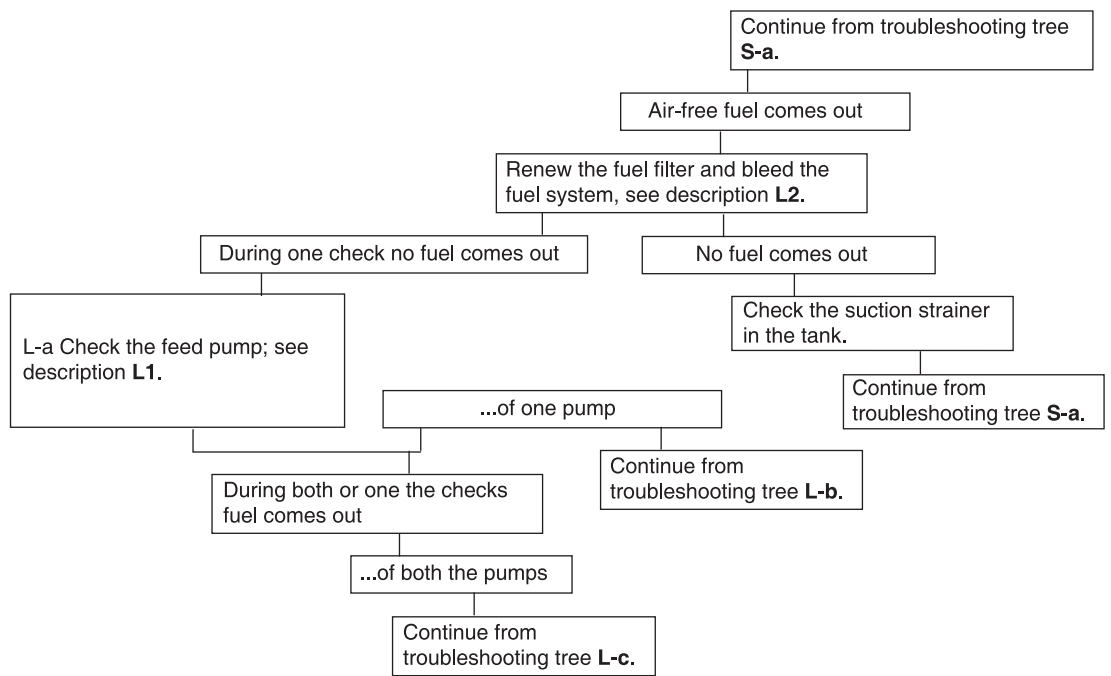 Continue from troubleshooting tree
S-a.
Air-free fuel comes out
Renew the fuel filter and bleed the
fuel system, see description L2.
During one check no fuel comes out
No fuel comes out
L-a Check the feed pump; see
description L1.
Check the suction strainer
in the tank.
Continue from
troubleshooting tree S-a.
...of one pump
Continue from
troubleshooting tree L-b.
During both or one the checks
fuel comes out
...of both the pumps
Continue from
troubleshooting tree L-c.